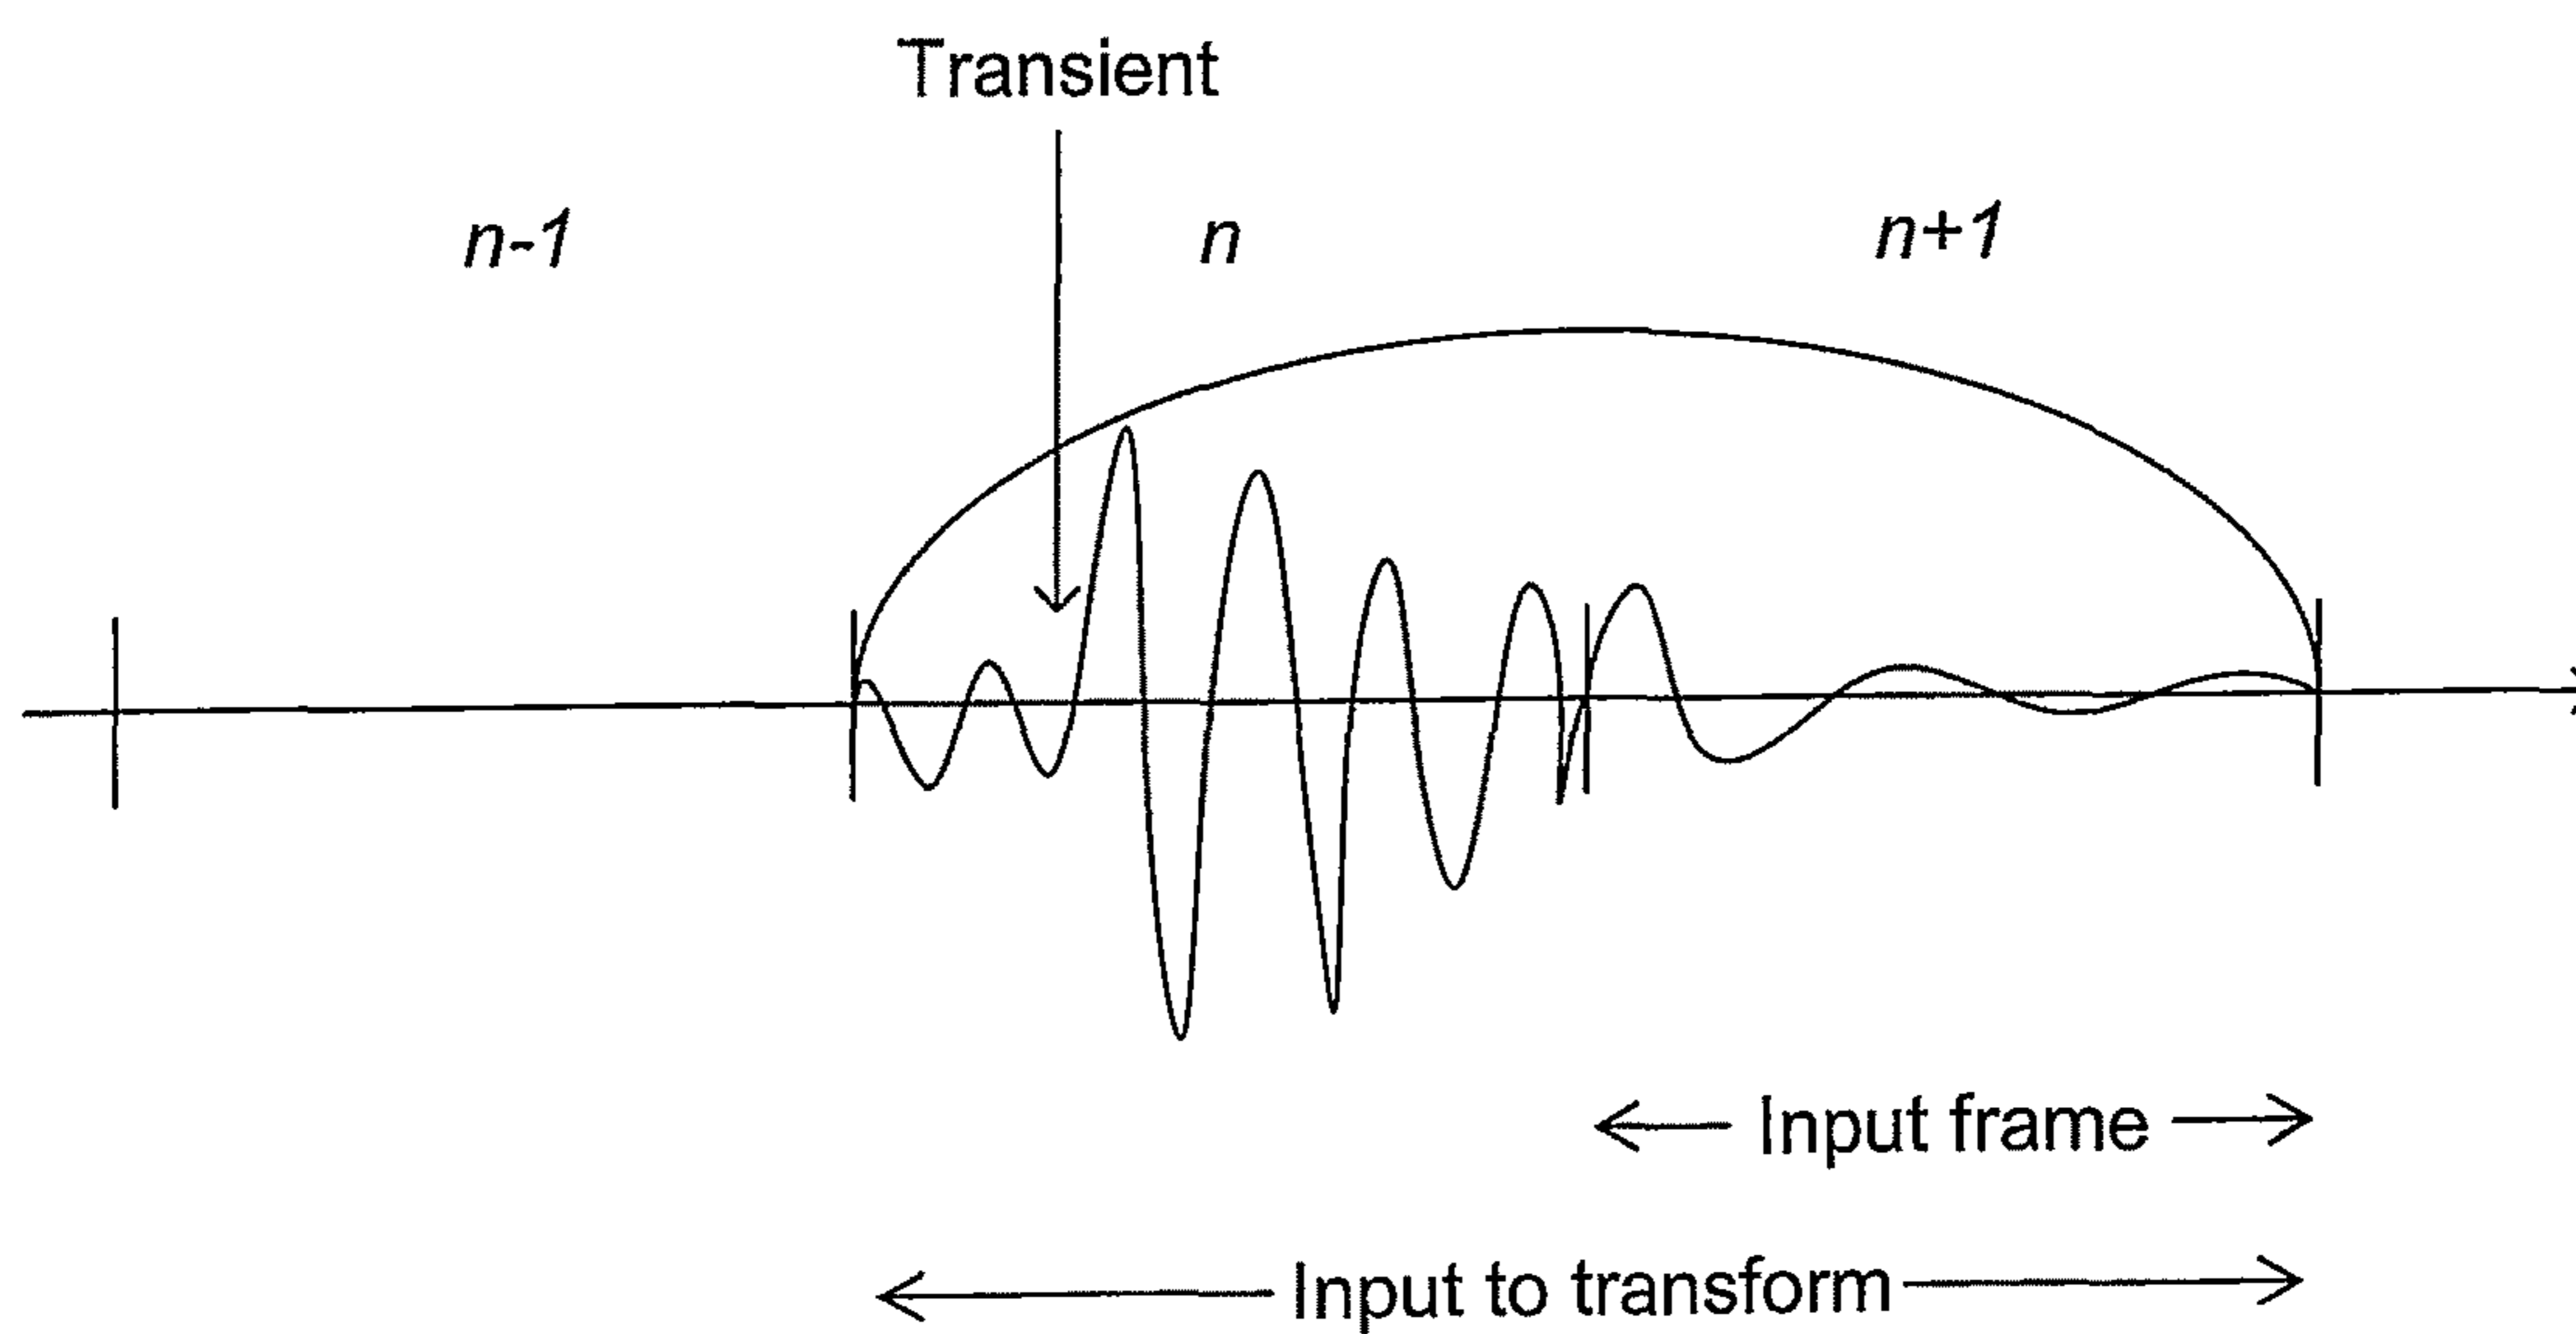 Transient
n-1
n
n+1
Input frame
Input to transform